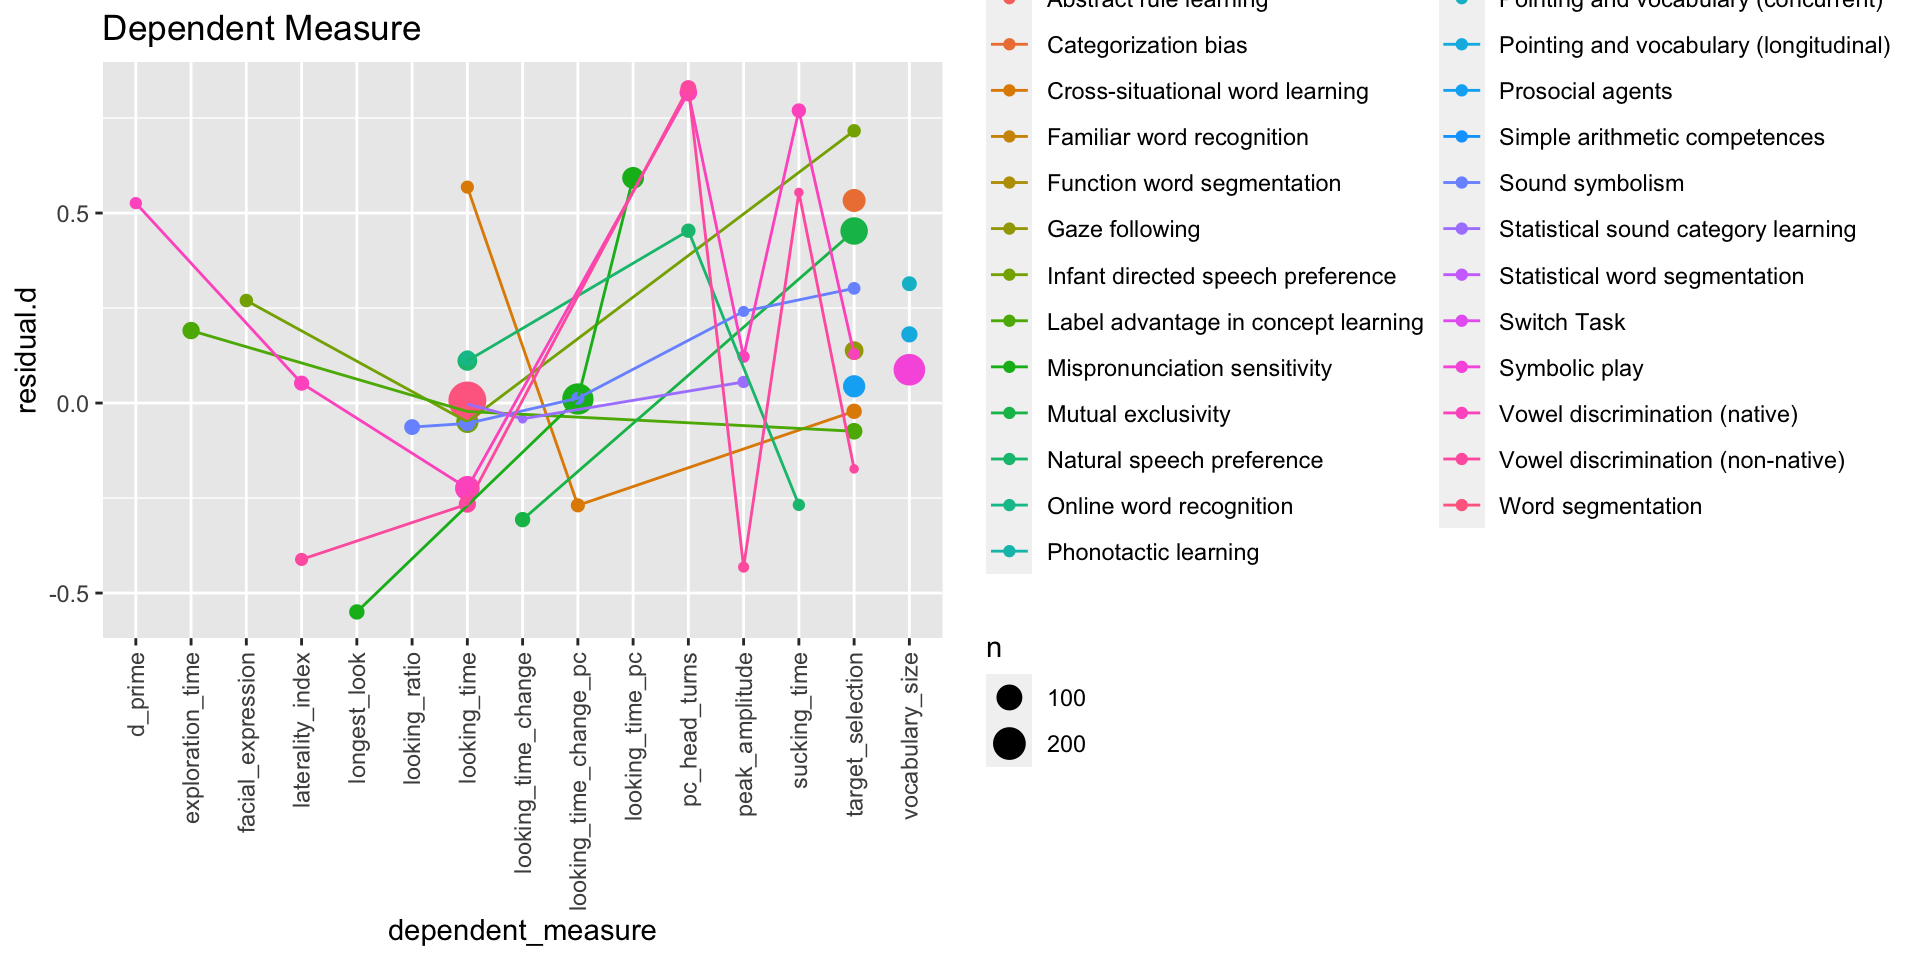 Dependent Measure
residual.d
0.5
0.0
-0.5
d_prime
exploration_time
facial_expression
laterality_index
longest_look
looking_ratio
looking_time
looking_time_change
looking_time_change_pc
looking_time_pc
pc_head_turns
peak_amplitude
sucking_time
target_selection
vocabulary_size
dependent_measure
Abstract rule learning
Categorization bias
Cross-situational word learning
Familiar word recognition
Function word segmentation
Gaze following
Infant directed speech preference
Label advantage in concept learning
Mispronunciation sensitivity
Mutual exclusivity
Natural speech preference
Online word recognition
Phonotactic learning
Pointing and vocabulary (concurrent)
Pointing and vocabulary (longitudinal)
Prosocial agents
Simple arithmetic competences
Sound symbolism
Statistical sound category learning
Statistical word segmentation
Switch Task
Symbolic play
Vowel discrimination (native)
Vowel discrimination (non-native)
Word segmentation
n
100
200